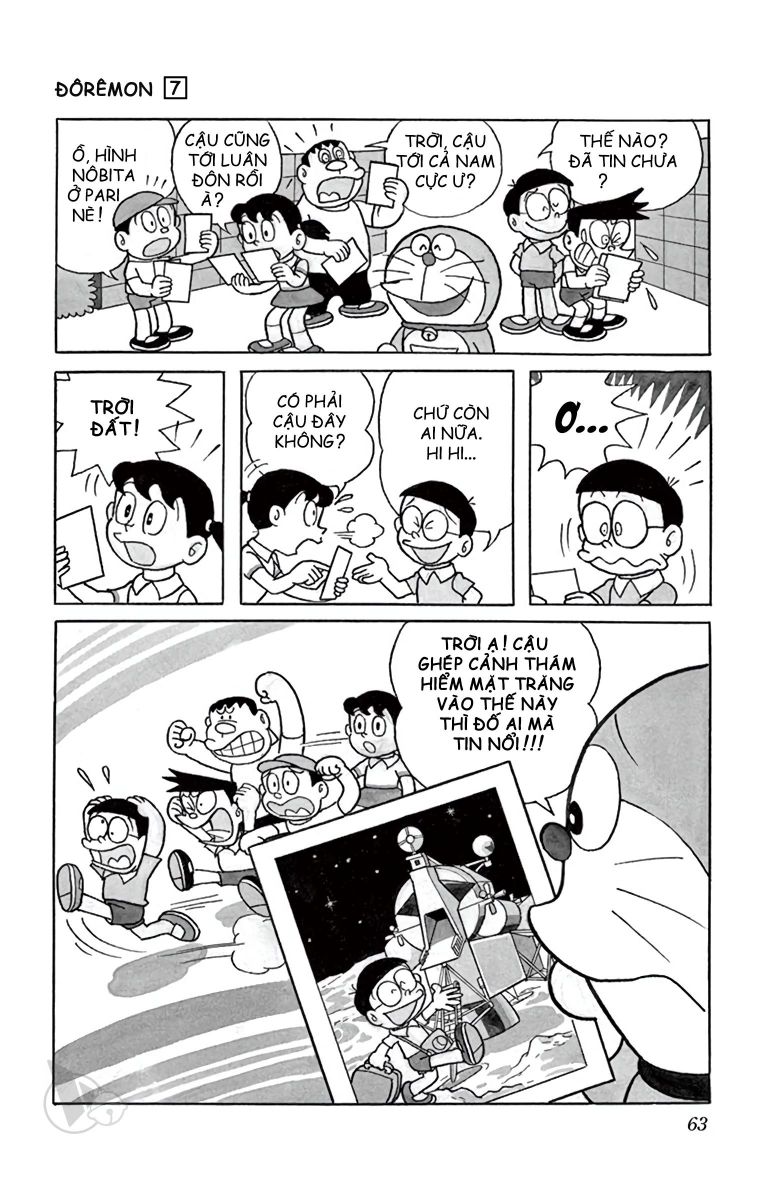 ĐÔRÊMON 7
Ồ, HÌNH
NÔBITA
Ở PARI
NÈ!
CẬU CŨNG
TỚI LUÂN
ĐÔN RỒI
À?
TRỜI, CẬU
TỚI CẢ NAM
CỰC Ư?
THẾ NÀO?
ĐÃ TIN CHƯA
?
TRỜI
ĐẤT!
CÓ PHẢI
CẬU ĐÂY
KHÔNG?
CHỨ CÒN
AI NỮA.
HI HI...
Ơ...
TRỜI Ạ! CẬU
GHÉP CẢNH THÁM
HIỂM MẶT TRĂNG
VÀO THẾ NÀY
THÌ ĐỐ AI MÀ
TIN NỔI!!!
63